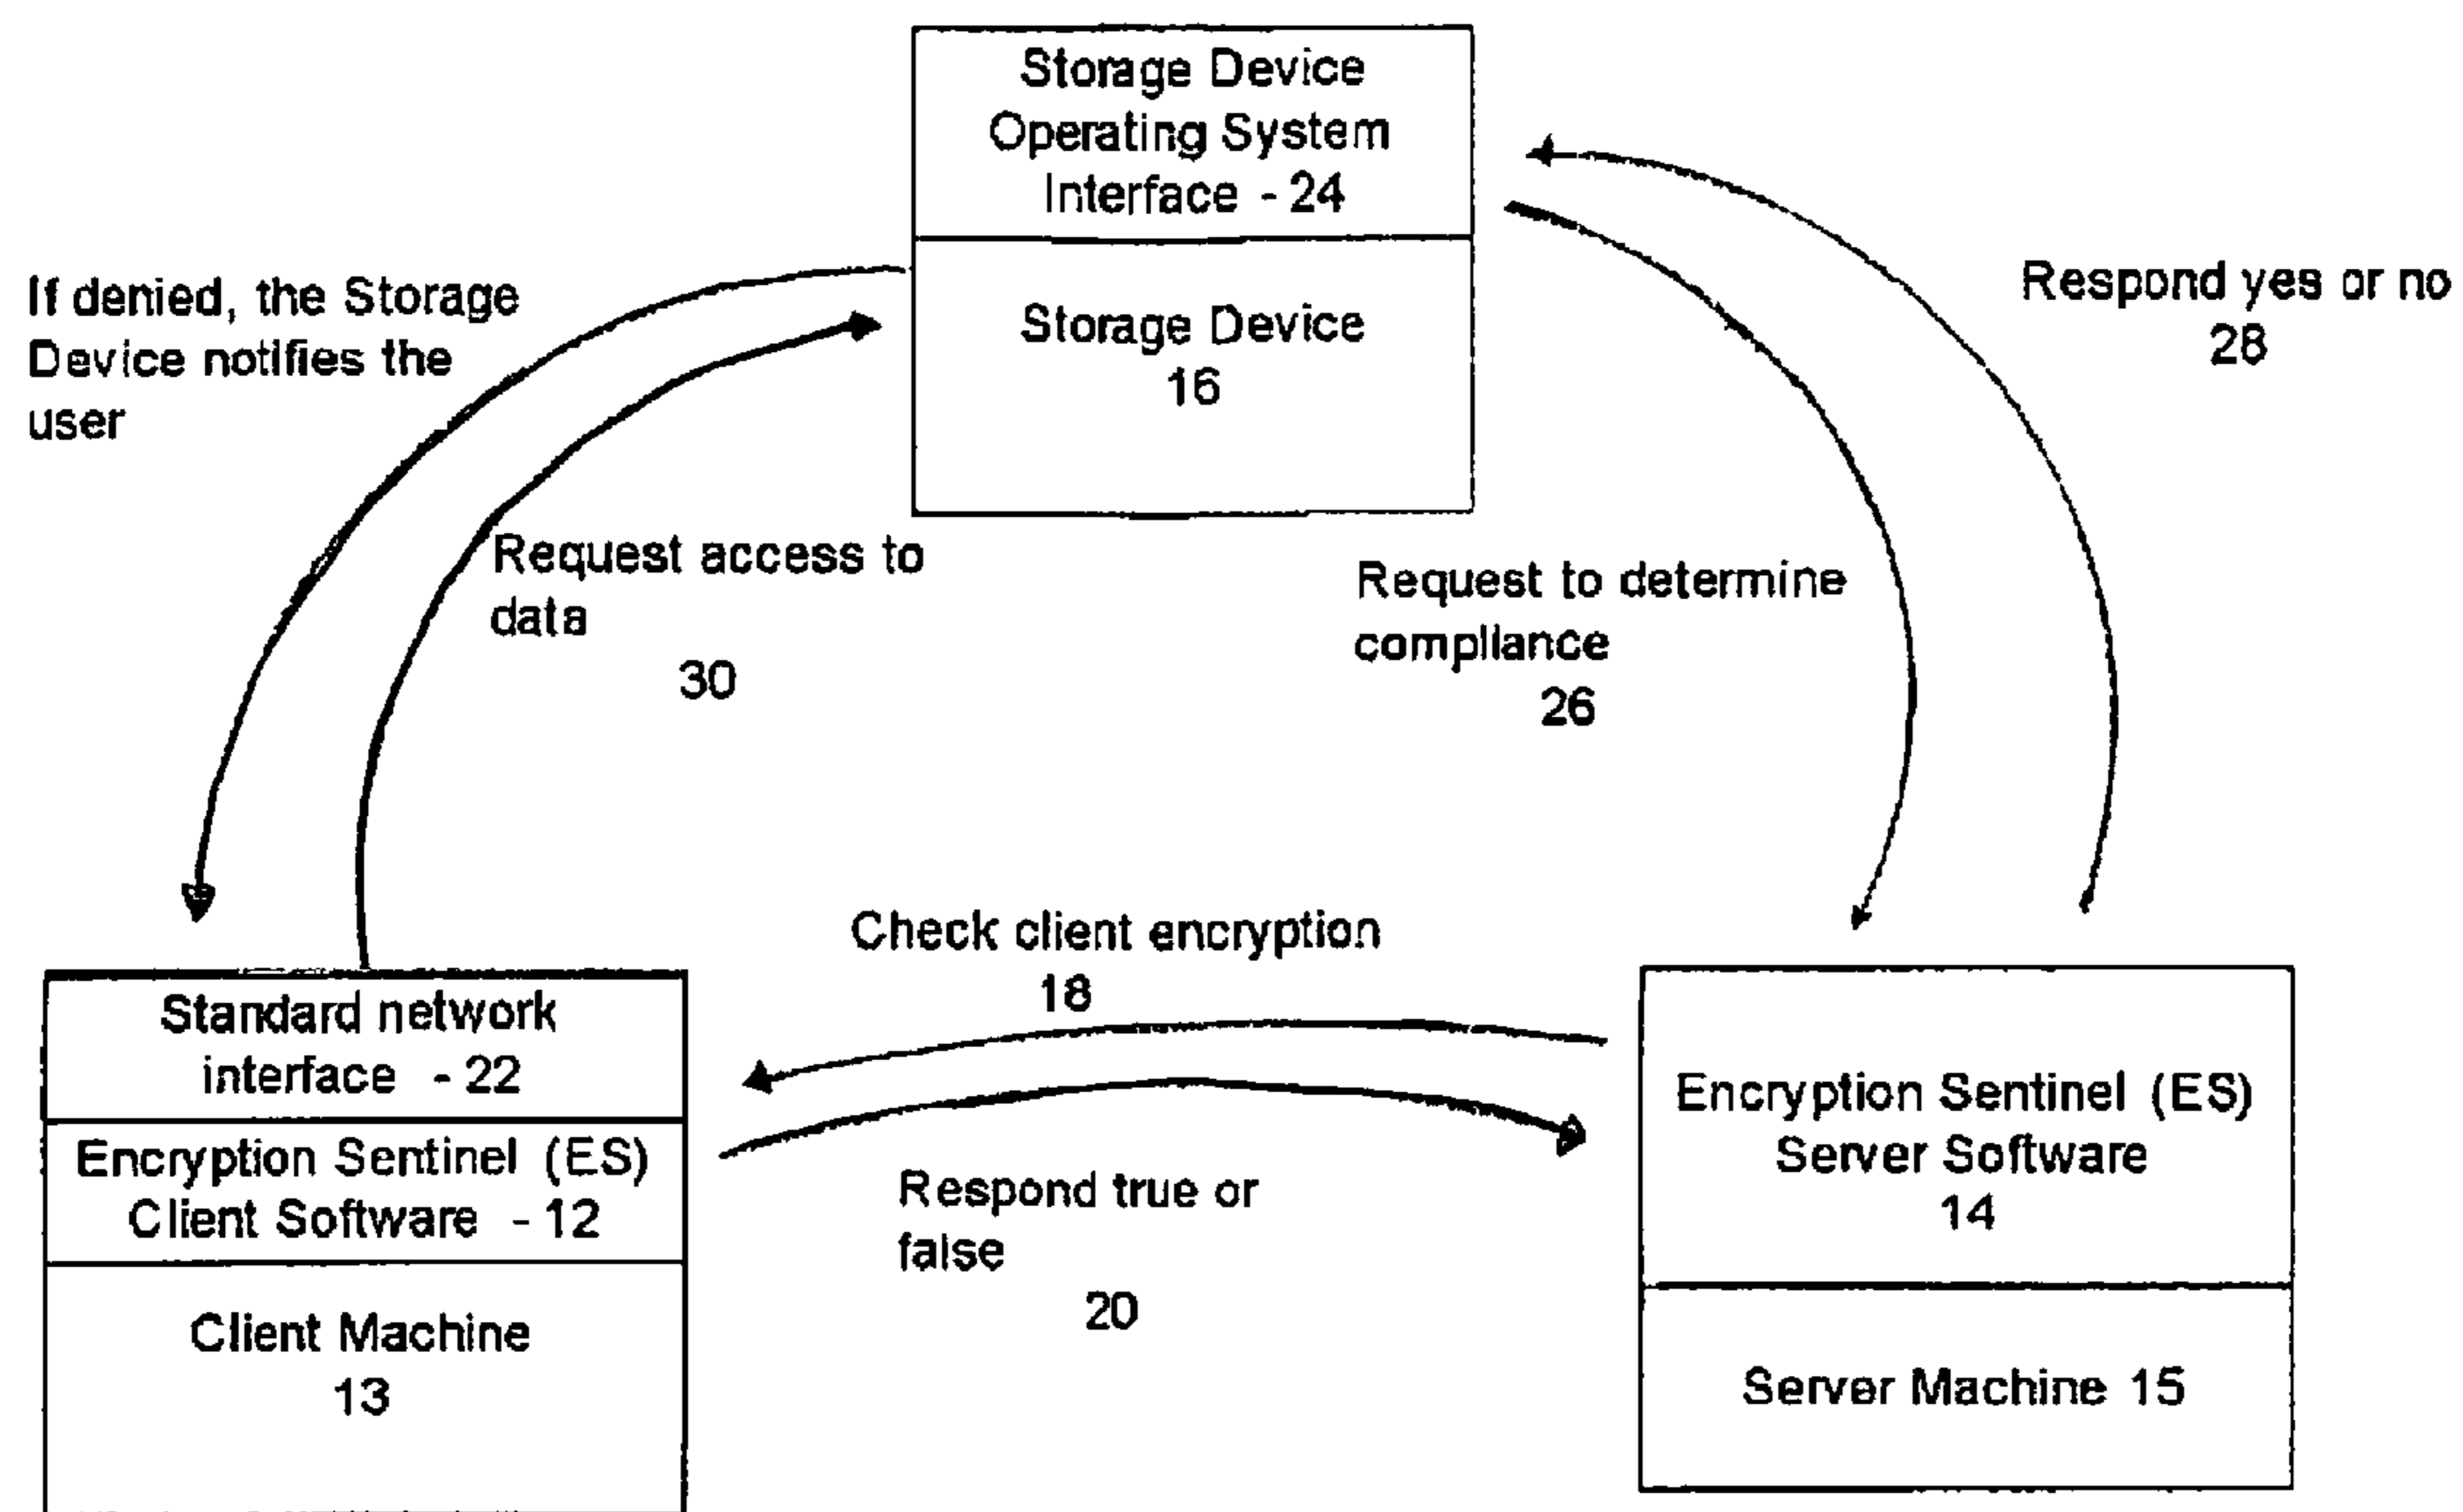 Storage Device
Operating System
Interface - 24
Storage Device
16
If denied, the Storage
Device notifies the
user
Respond yes or no
28
Request access to
data
30
Request to determine
compliance
26
Check client encryption
18
Respond true or
false
20
Standard network
interface - 22
Encryption Sentinel (ES)
Client Software - 12
Client Machine
13
Encryption Sentinel (ES)
Server Software
14
Server Machine 15